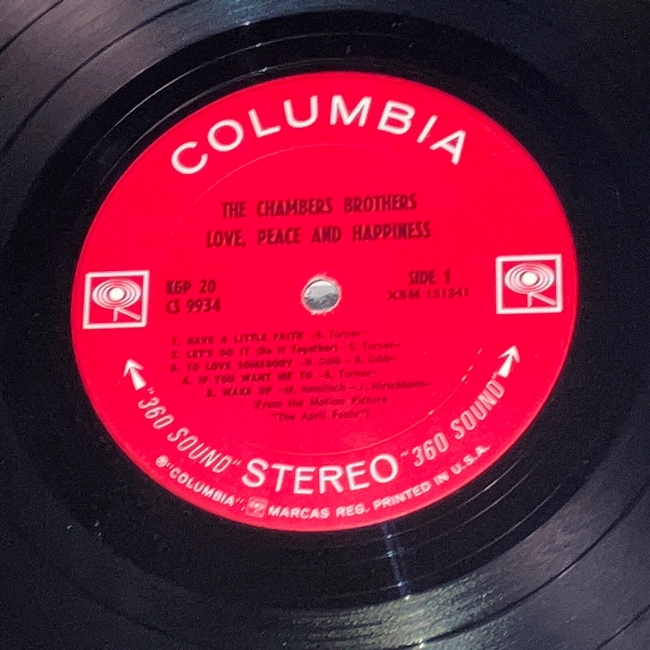 COLUMBIA
THE CHAMBERS BROTHERS
LOVE, PEACE AND HAPPINESS
KGP 20
CS 9934
SIDE 1
XSM 151341
1. HAVE A LITTLE FAITH -S. Turner-
2. LET'S DO IT (Do It Together) -S. Turner-
3. TO LOVE SOMEBODY -B. Gibb - R. Gibb-
4. IF YOU WANT ME TO -S. Turner-
5. WAKE UP -M. Hamlisch - J. Hirschhorn-
(From the Motion Picture
"The April Fools")
"360 SOUND" STEREO "360 SOUND"
® "COLUMBIA", MARCAS REG. PRINTED IN U.S.A.